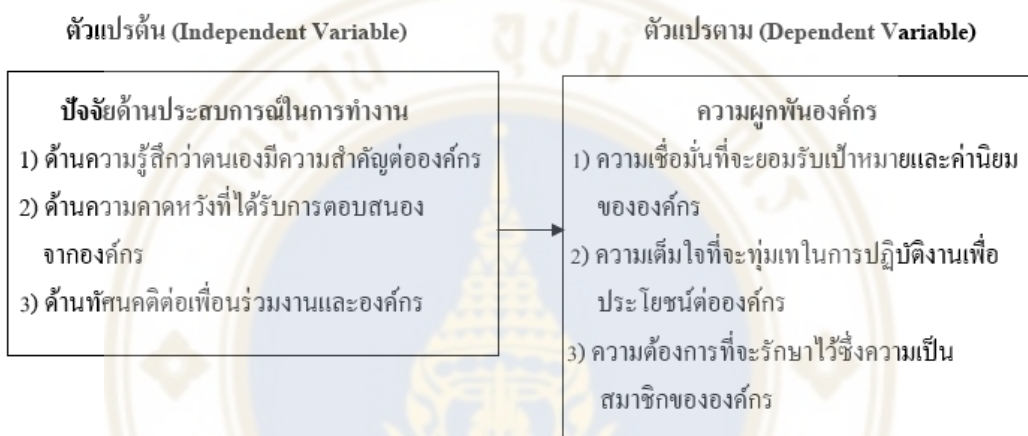 ตัวแปรต้น (Independent Variable)
ตัวแปรตาม (Dependent Variable)
ปัจจัยด้านประสบการณ์ในการทำงาน
1) ด้านความรู้สึกว่าตนเองมีความสำคัญต่อองค์กร
2) ด้านความคาดหวังที่ได้รับการตอบสนอง
จากองค์กร
3) ด้านทัศนคติต่อเพื่อนร่วมงานและองค์กร
ความผูกพันองค์กร
1) ความเชื่อมั่นที่จะยอมรับเป้าหมายและค่านิยม
ขององค์กร
2) ความเต็มใจที่จะทุ่มเทในการปฏิบัติงานเพื่อ
ประโยชน์ต่อองค์กร
3) ความต้องการที่จะรักษาไว้ซึ่งความเป็น
สมาชิกขององค์กร